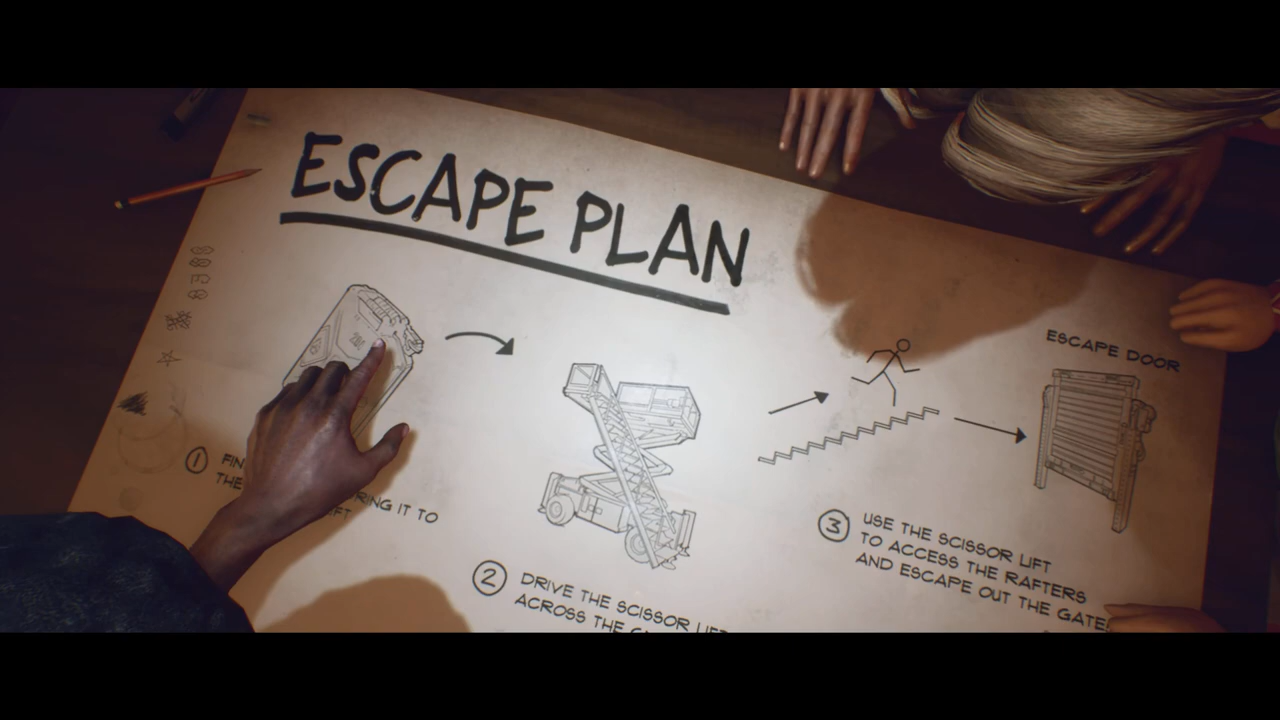 ESCAPE PLAN
ESCAPE DOOR
1
THE
RING IT TO
2 DRIVE THE SCISSOR
ACROSS THE
3 USE THE SCISSOR LIFT
TO ACCESS THE RAFTERS
AND ESCAPE OUT THE GATE